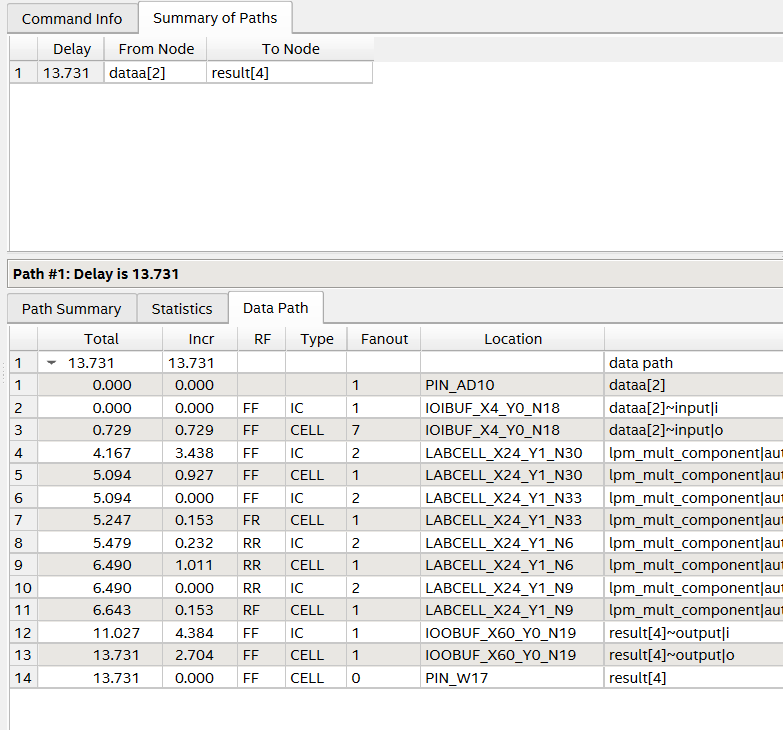 Command Info Summary of Paths
Delay From Node To Node
1 13.731 dataa[2] result[4]
Path #1: Delay is 13.731
Path Summary Statistics Data Path
Total Incr RF Type Fanout Location
1 13.731 13.731 data path
1 0.000 0.000 1 PIN_AD10 dataa[2]
2 0.000 0.000 FF IC 1 IOIBUF_X4_Y0_N18 dataa[2]~input|i
3 0.729 0.729 FF CELL 7 IOIBUF_X4_Y0_N18 dataa[2]~input|o
4 4.167 3.438 FF IC 2 LABCELL_X24_Y1_N30 lpm_mult_component|aut
5 5.094 0.927 FF CELL 1 LABCELL_X24_Y1_N30 lpm_mult_component|aut
6 5.094 0.000 FF IC 2 LABCELL_X24_Y1_N33 lpm_mult_component|aut
7 5.247 0.153 FR CELL 1 LABCELL_X24_Y1_N33 lpm_mult_component|aut
8 5.479 0.232 RR IC 2 LABCELL_X24_Y1_N6 lpm_mult_component|aut
9 6.490 1.011 RR CELL 1 LABCELL_X24_Y1_N6 lpm_mult_component|aut
10 6.490 0.000 RR IC 2 LABCELL_X24_Y1_N9 lpm_mult_component|aut
11 6.643 0.153 RF CELL 1 LABCELL_X24_Y1_N9 lpm_mult_component|aut
12 11.027 4.384 FF IC 1 IOOBUF_X60_Y0_N19 result[4]~output|i
13 13.731 2.704 FF CELL 1 IOOBUF_X60_Y0_N19 result[4]~output|o
14 13.731 0.000 FF CELL 0 PIN_W17 result[4]